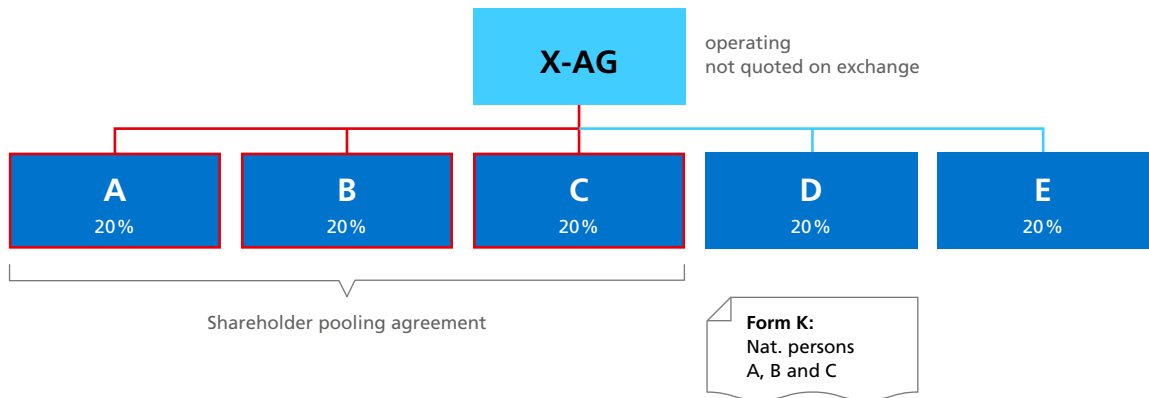 X-AG
operating
not quoted on exchange
A
20%
B
20%
C
20%
D
20%
E
20%
Shareholder pooling agreement
Form K:
Nat. persons
A, B and C